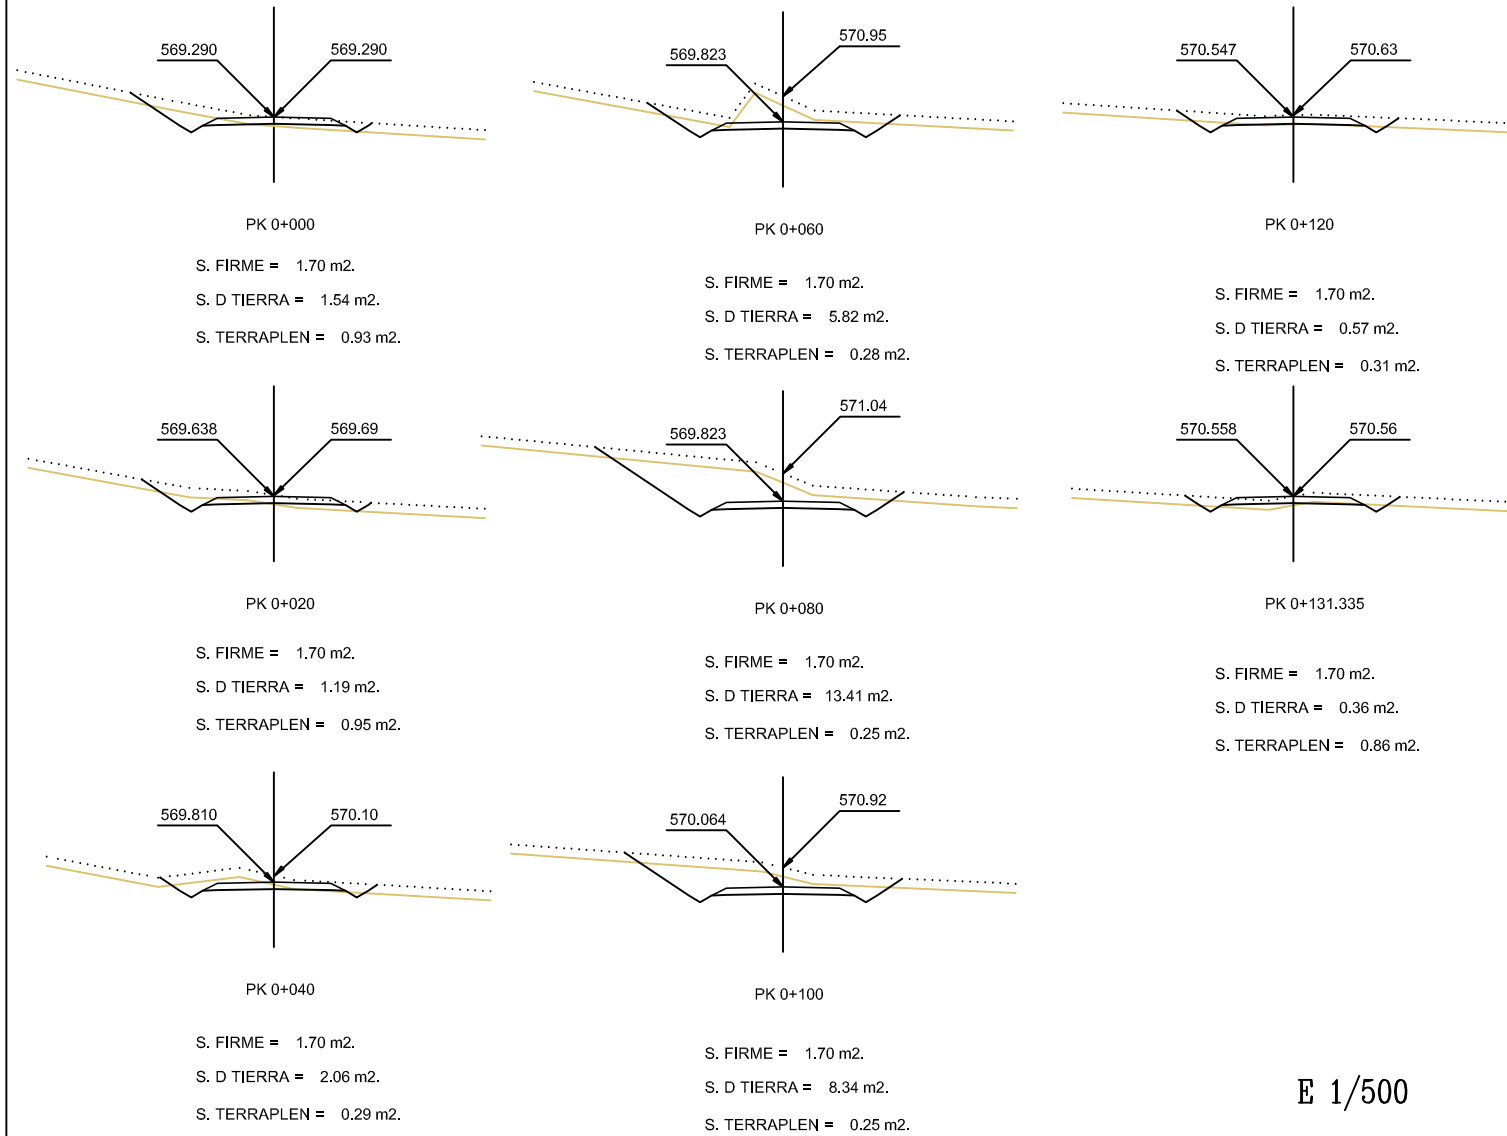 569.290
569.290
PK 0+000
S. FIRME = 1.70 m2.
S. D TIERRA = 1.54 m2.
S. TERRAPLEN = 0.93 m2.
569.638
569.69
PK 0+020
S. FIRME = 1.70 m2.
S. D TIERRA = 1.19 m2.
S. TERRAPLEN = 0.95 m2.
569.810
570.10
PK 0+040
S. FIRME = 1.70 m2.
S. D TIERRA = 2.06 m2.
S. TERRAPLEN = 0.29 m2.
569.823
570.95
PK 0+060
S. FIRME = 1.70 m2.
S. D TIERRA = 5.82 m2.
S. TERRAPLEN = 0.28 m2.
569.823
571.04
PK 0+080
S. FIRME = 1.70 m2.
S. D TIERRA = 13.41 m2.
S. TERRAPLEN = 0.25 m2.
570.064
570.92
PK 0+100
S. FIRME = 1.70 m2.
S. D TIERRA = 8.34 m2.
S. TERRAPLEN = 0.25 m2.
570.547
570.63
PK 0+120
S. FIRME = 1.70 m2.
S. D TIERRA = 0.57 m2.
S. TERRAPLEN = 0.31 m2.
570.558
570.56
PK 0+131.335
S. FIRME = 1.70 m2.
S. D TIERRA = 0.36 m2.
S. TERRAPLEN = 0.86 m2.
E 1/500